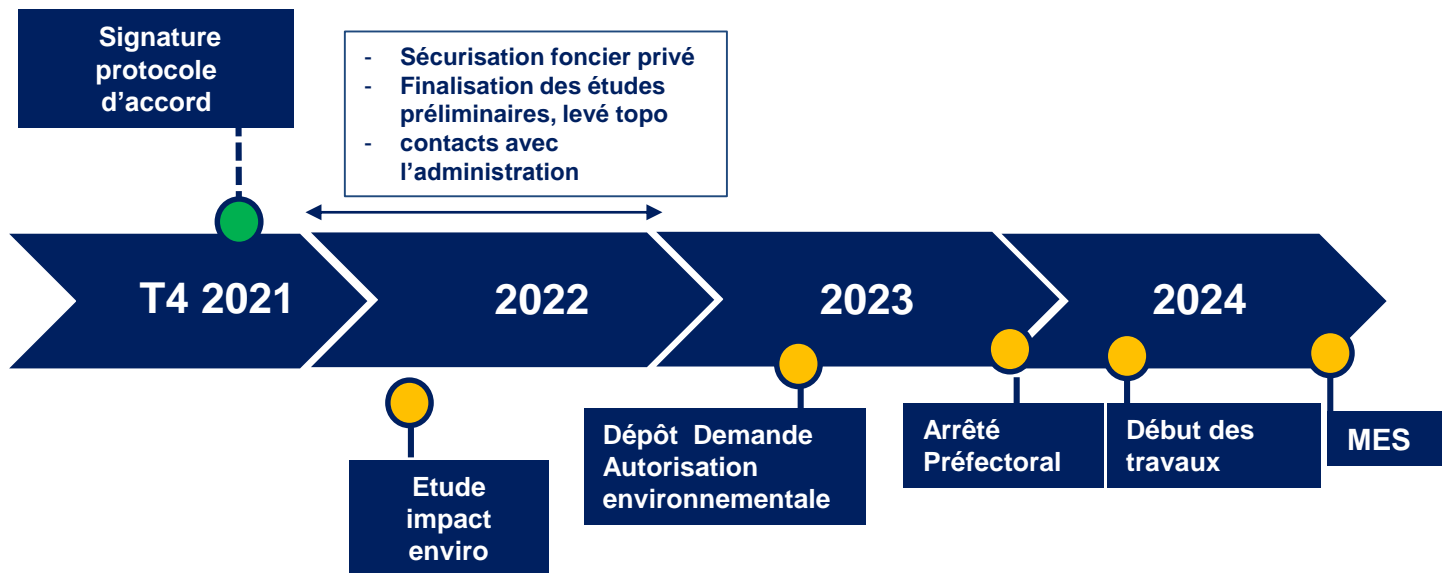 Signature
protocole
d’accord
- Sécurisation foncier privé
- Finalisation des études
préliminaires, levé topo
- contacts avec
l’administration
T4 2021
2022
2023
2024
Etude
impact
enviro
Dépôt Demande
Autorisation
environnementale
Arrêté
Préfectoral
Début des
travaux
MES